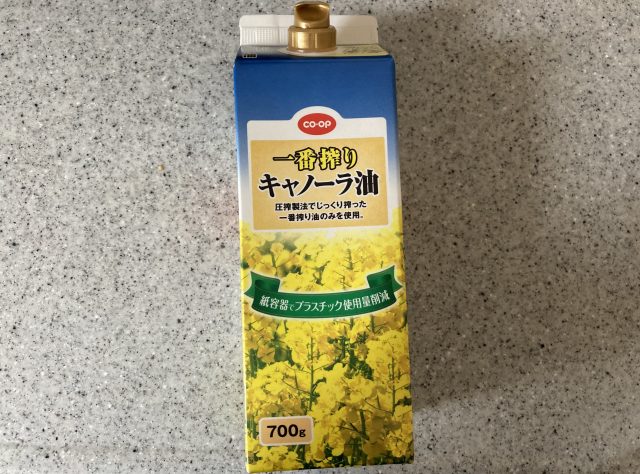 CO·OP
一番搾り
キャノーラ油
圧搾製法でじっくり搾った
一番搾り油のみを使用。
紙容器でプラスチック使用量削減
700g